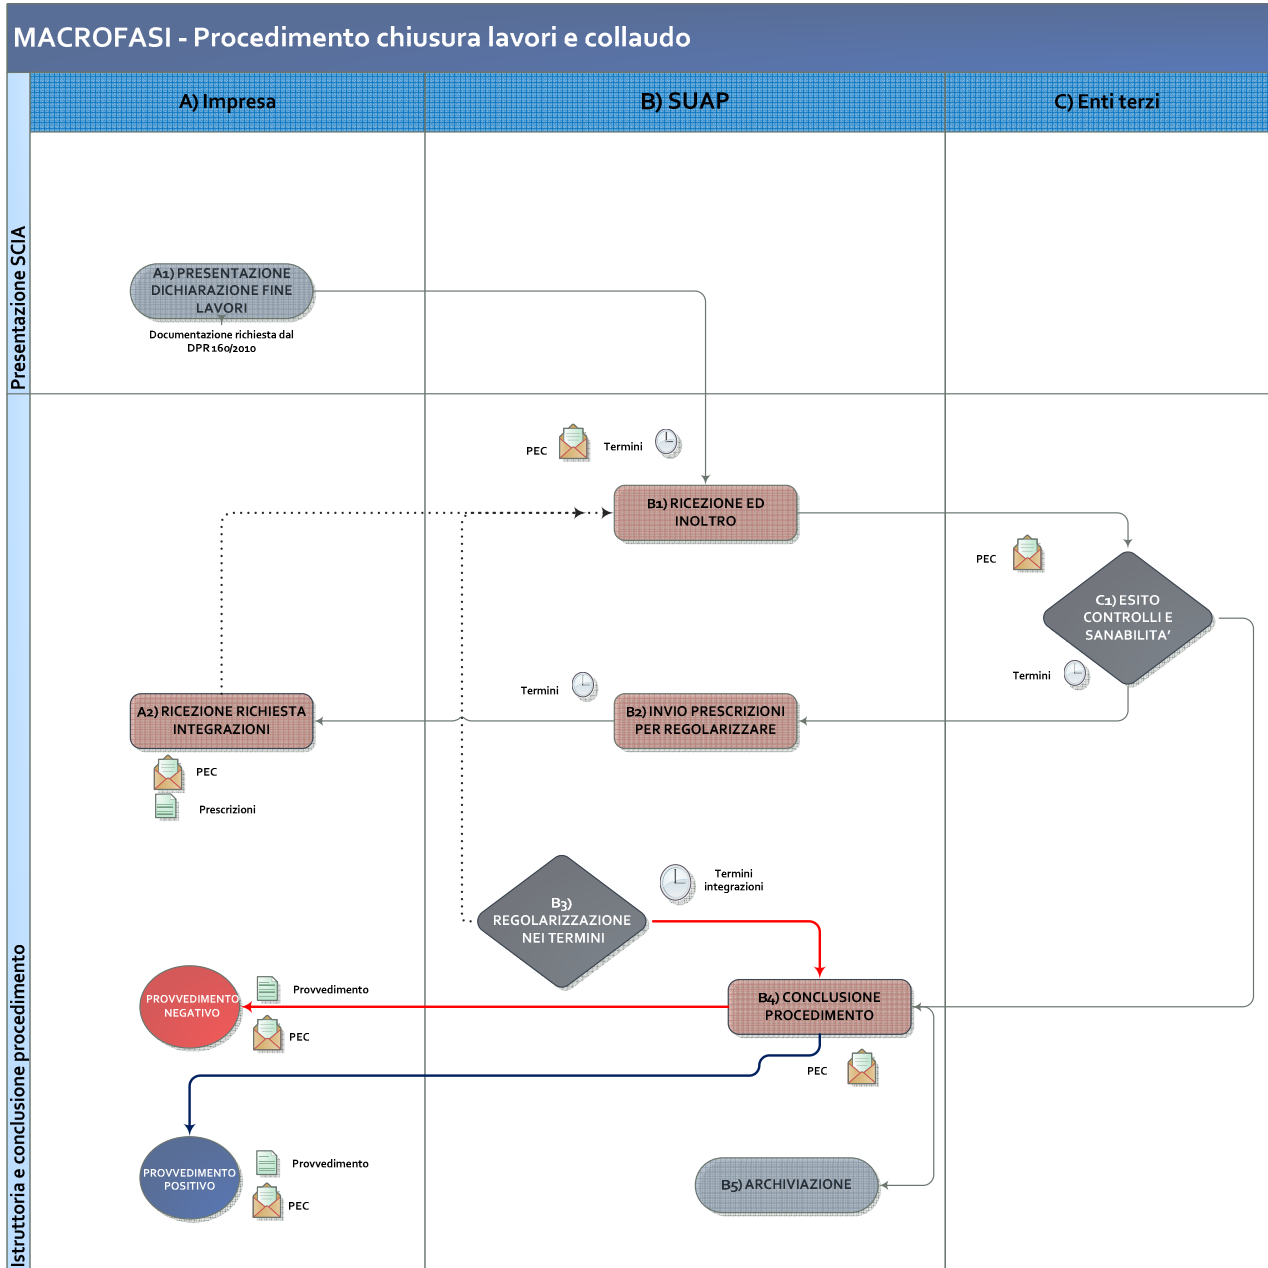 MACROFASI - Procedimento chiusura lavori e collaudo
A) Impresa
B) SUAP
C) Enti terzi
Presentazione SCIA
A1) PRESENTAZIONE
DICHIARAZIONE FINE
LAVORI
Documentazione richiesta dal
DPR 160/2010
Istruttoria e conclusione procedimento
PEC
Termini
B1) RICEZIONE ED
INOLTRO
PEC
C1) ESITO
CONTROLLI E
SANABILITA’
Termini
Termini
A2) RICEZIONE RICHIESTA
INTEGRAZIONI
B2) INVIO PRESCRIZIONI
PER REGOLARIZZARE
PEC
Prescrizioni
B3)
REGOLARIZZAZIONE
NEI TERMINI
Termini
integrazioni
PROVVEDIMENTO
NEGATIVO
Provvedimento
PEC
B4) CONCLUSIONE
PROCEDIMENTO
PEC
PROVVEDIMENTO
POSITIVO
Provvedimento
PEC
B5) ARCHIVIAZIONE